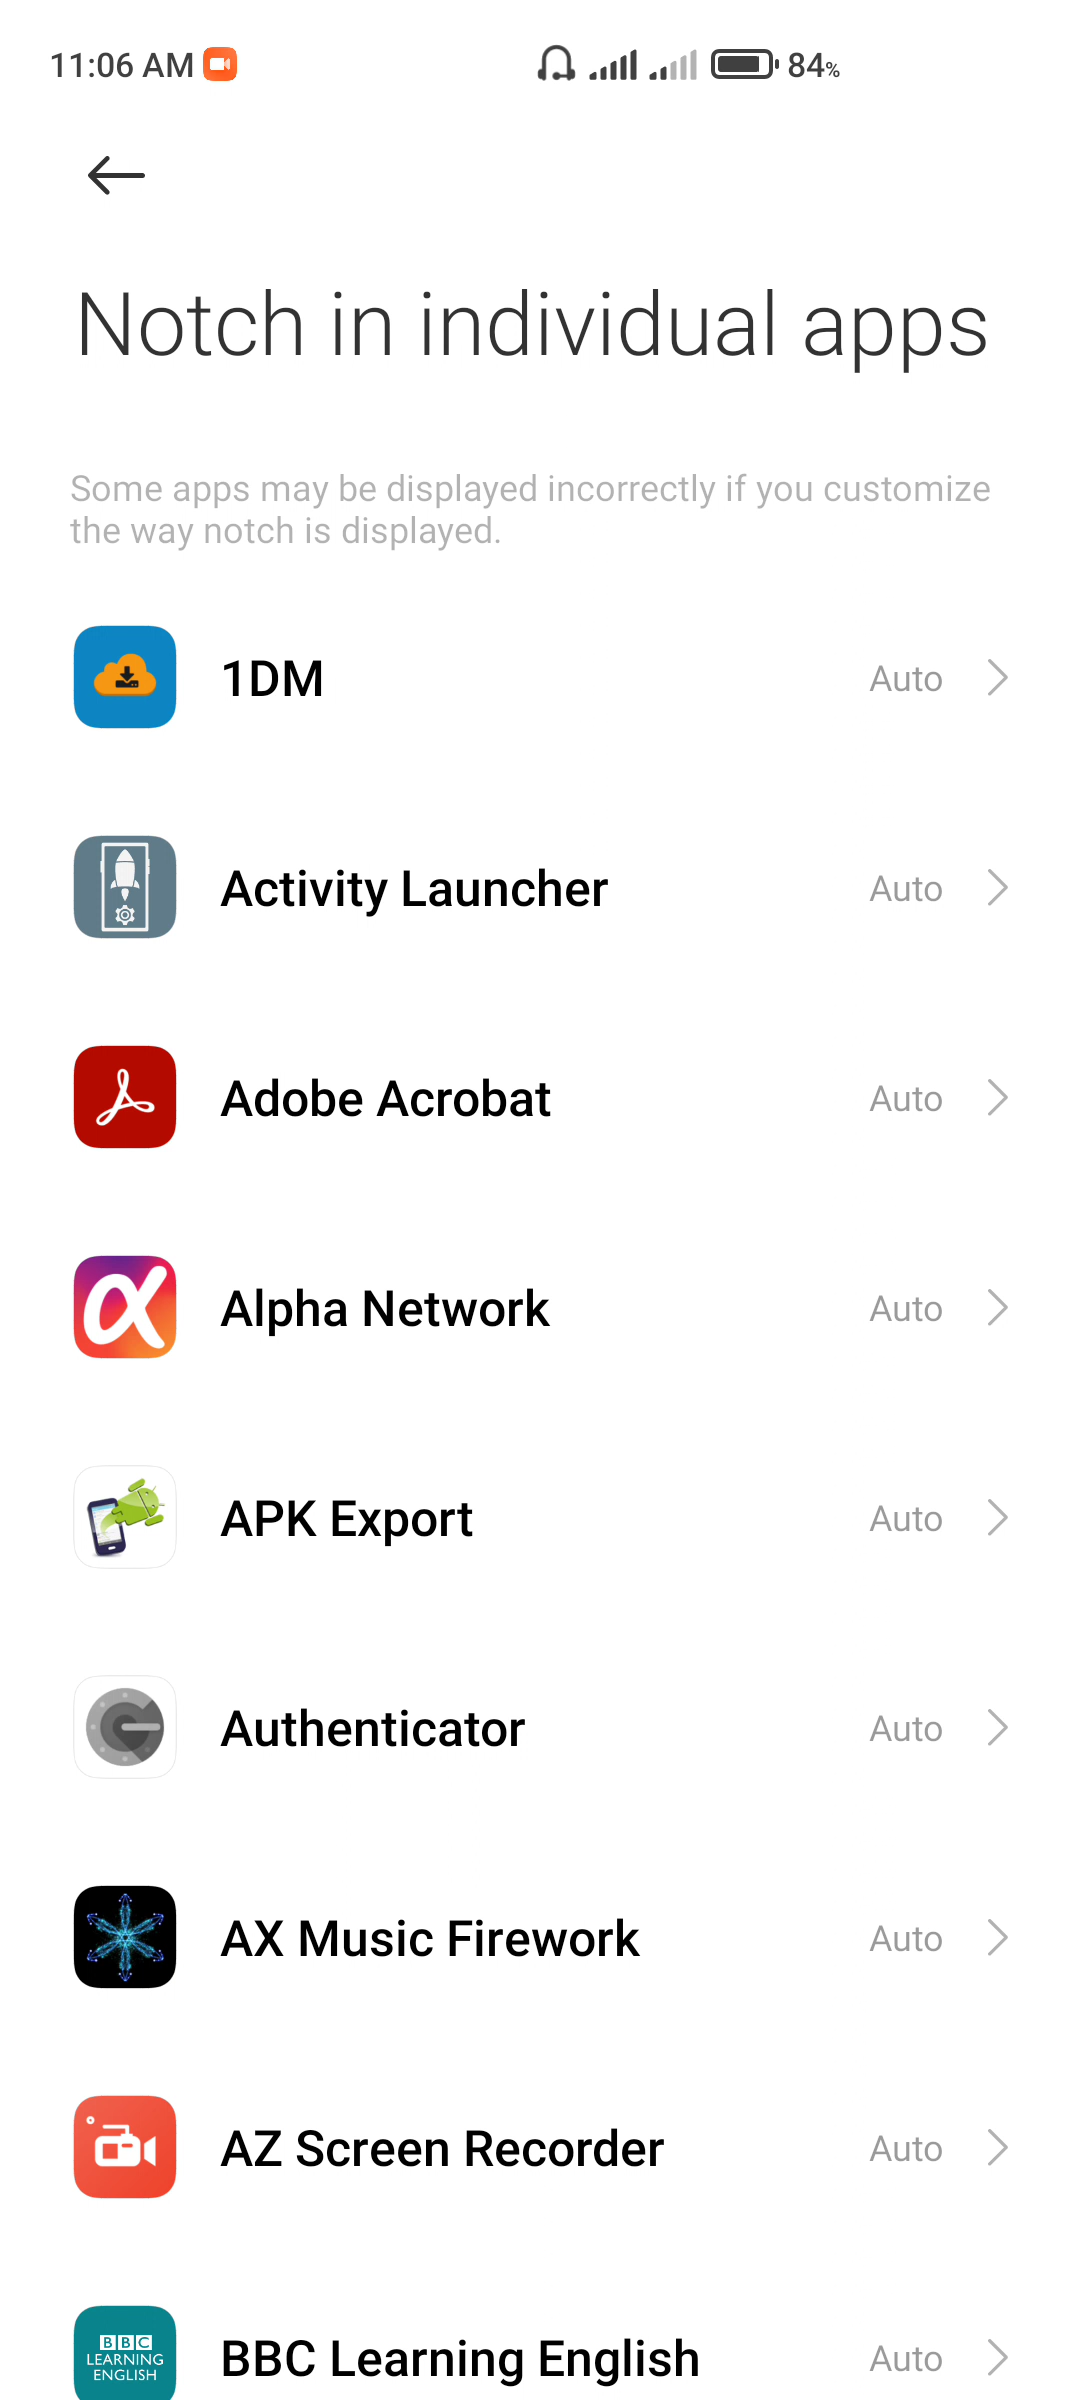 11:06 AM 84%
Notch in individual apps
Some apps may be displayed incorrectly if you customize
the way notch is displayed.
1DM Auto
Activity Launcher Auto
Adobe Acrobat Auto
Alpha Network Auto
APK Export Auto
Authenticator Auto
AX Music Firework Auto
AZ Screen Recorder Auto
BBC
LEARNING
ENGLISH
BBC Learning English Auto